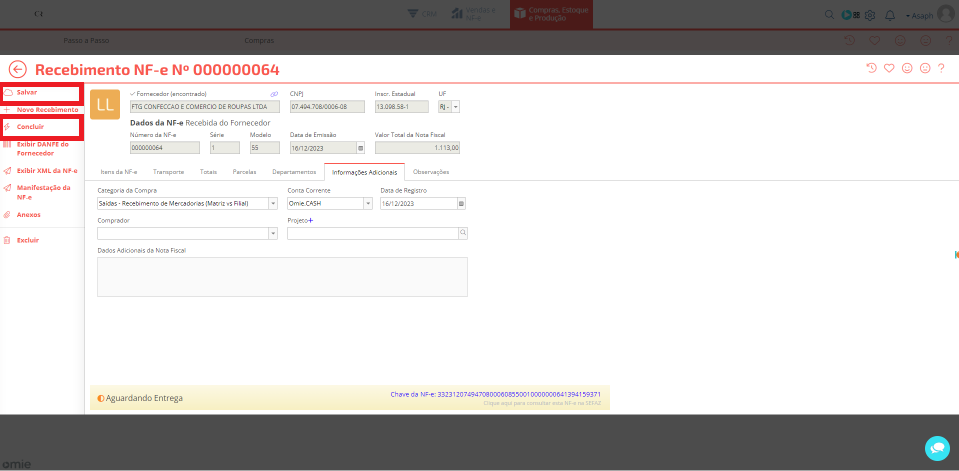 CRM
Vendas e
NF-e
Compras, Estoque
e Produção
Asaph
Passo a Passo
Compras
Recebimento NF-e Nº 000000064
?
Salvar
Novo Recebimento
Concluir
Exibir DANFE do
Fornecedor
Exibir XML da NF-e
Manifestação da
NF-e
Anexos
Excluir
LL
Fornecedor (encontrado)
CNPJ
Inscr. Estadual
UF
FTG CONFECCAO E COMERCIO DE ROUPAS LTDA
07.494.708/0006-08
13.098.58-1
RJ -
Dados da NF-e Recebida do Fornecedor
Número da NF-e
Série
Modelo
Data de Emissão
Valor Total da Nota Fiscal
000000064
1
55
16/12/2023
1.113,00
Itens da NF-e
Transporte
Totais
Parcelas
Departamentos
Informações Adicionais
Observações
Categoria da Compra
Conta Corrente
Data de Registro
Saídas - Recebimento de Mercadorias (Matriz vs Filial)
Omie.CASH
16/12/2023
Comprador
Projeto+
Dados Adicionais da Nota Fiscal
Aguardando Entrega
Chave da NF-e: 33231207494708000608550010000000641394159371
Clique aqui para consultar esta NF-e na SEFAZ
omie